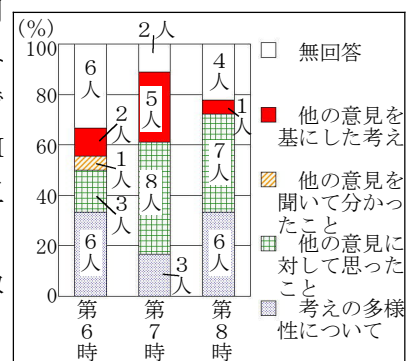 (%)
100
80
60
40
20
0
6人
2人
1人
3人
6人
2人
5人
8人
3人
4人
1人
7人
6人
第6時
第7時
第8時
無回答
他の意見を
基にした考え
他の意見を
聞いて分かっ
たこと
他の意見に
対して思った
こと
考えの多様
性について